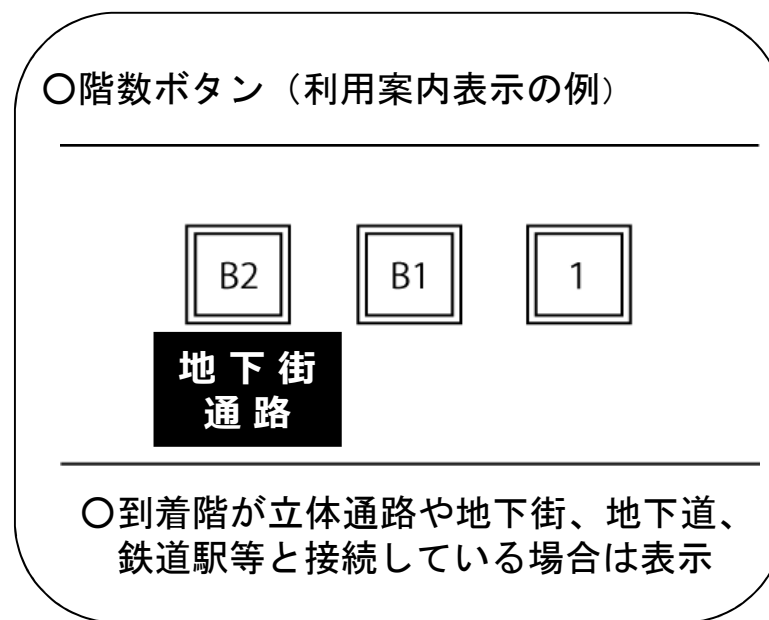 〇階数ボタン（利用案内表示の例）
B2 B1 1
地下街
通路
〇到着階が立体通路や地下街、地下道、
鉄道駅等と接続している場合は表示